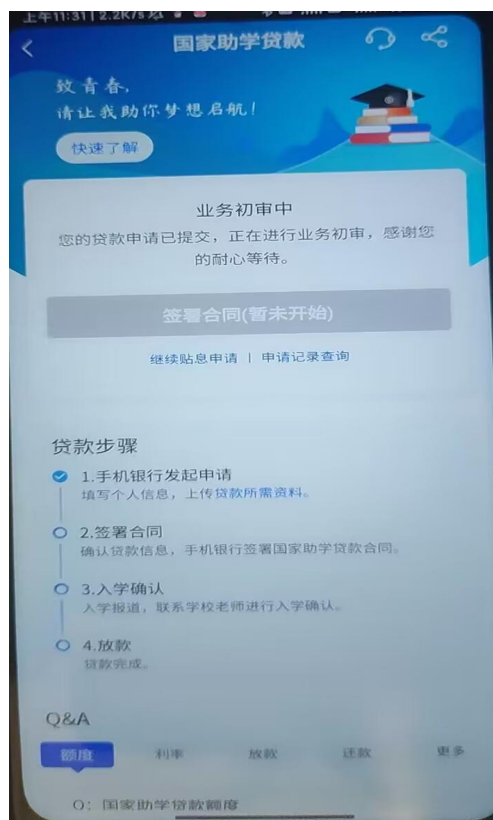 上午11:31 | 2.2K/s
国家助学贷款
致青春,
请让我助你梦想启航!
快速了解
业务初审中
您的贷款申请已提交，正在进行业务初审，感谢您
的耐心等待。
签署合同(暂未开始)
继续贴息申请 | 申请记录查询
贷款步骤
1.手机银行发起申请
填写个人信息，上传贷款所需资料。
2.签署合同
确认贷款信息，手机银行签署国家助学贷款合同。
3.入学确认
入学报道，联系学校老师进行入学确认。
4.放款
贷款完成。
Q&A
额度 利率 放款 还款 更多
Q：国家助学贷款额度